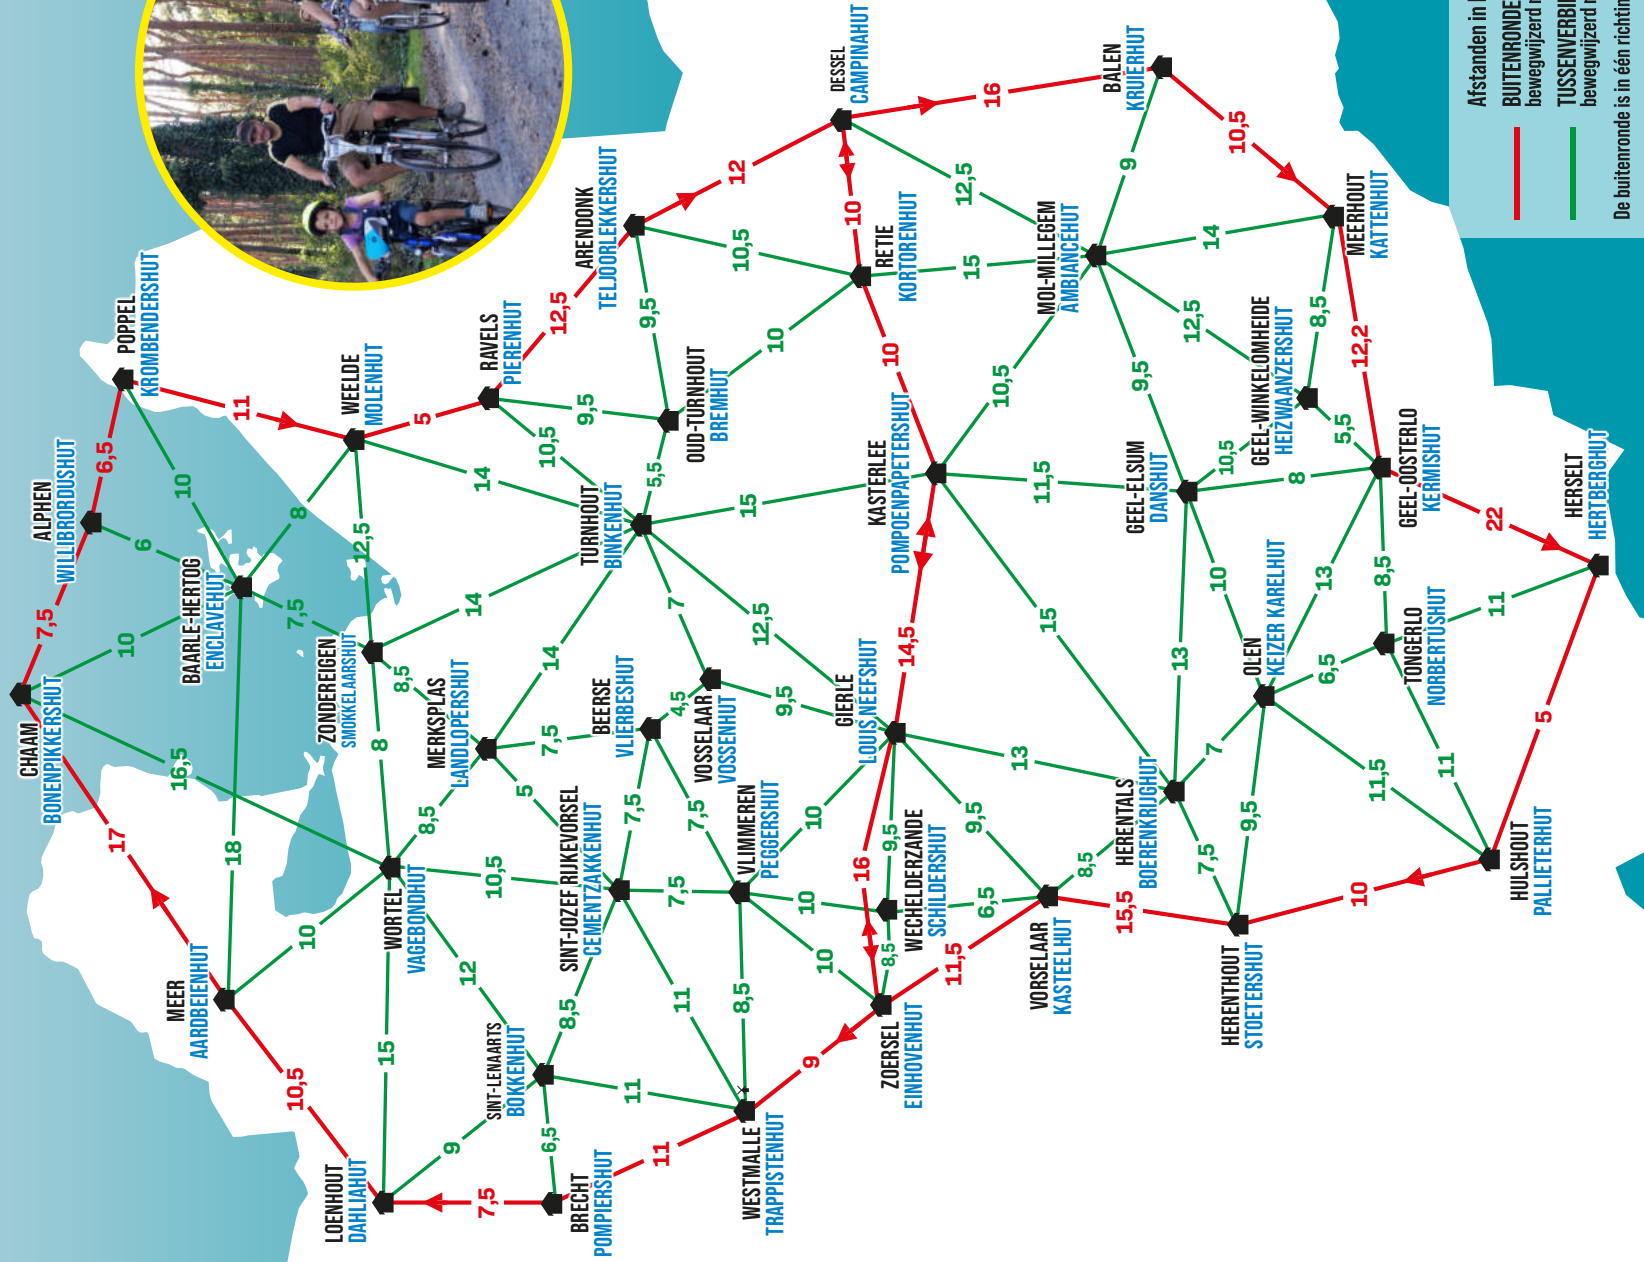 CHAAM
BONENPIKKERSHUT
ALPHEN
WILLIBRORDUSHUT
POPPEL
KROMBENDERSHUT
MEER
AARDBEIENHUT
BAARLE-HERTOG
ENCLAVEHUT
WEELDE
MOLENHUT
RAVELS
PIERENHUT
ARENDONK
TELJOORLEKKERSHUT
DESSEL
CAMPINAHUT
BALEN
KRUIERHUT
LOENHOUT
DAHLIAHUT
WORTEL
VAGEBONDHUT
ZONDEREIGEN
SMOKKELAARSHUT
MERKSPLAS
LANDLOPERSHUT
BEERSE
VLIERBESHUT
VOSSELAAR
VOSSENHUT
TURNHOUT
BINKENHUT
OUD-TURNHOUT
BREMHUT
RETIE
KORTORENHUT
SINT-LENAARTS
BOKKENHUT
SINT-JOZEF RIJKEVORSEL
CEMENTZAKKENHUT
VLIMMEREN
PEGGERSHUT
GIERLE
LOUIS NEEFSHUT
KASTERLEE
POMPOENPAPETERSHUT
MOL-MILLEGEM
AMBIANCEHUT
BRECHT
POMPIERSHUT
WESTMALLE
TRAPPISTENHUT
ZOERSEL
EINHOVENHUT
WECHELDERZANDE
SCHILDERSHUT
VORSELAAR
KASTEELHUT
HERENTALS
BOERENKRIJGHUT
GEEL-ELSUM
DANSHUT
GEEL-WINKELOMHEIDE
HEIZWAANZERSHUT
MEERHOUT
KATTENHUT
HERENTHOUT
STOETERSHUT
OLEN
KEIZER KARELHUT
TONGERLO
NORBERTUSHUT
GEEL-OOSTERLO
KERMISHUT
HULSHOUT
PALLIETERHUT
HERSELT
HERTBERGHUT
7,5
6,5
11
5
12,5
12
16
10,5
12,2
22
5
10
15,5
11,5
9
11
7,5
10,5
17
16
14,5
10
10
10
6
10
8
7,5
16,5
18
10
12,5
8
8,5
14
14
14
8,5
5
7,5
10,5
15
12
9
6,5
8,5
11
11
8,5
7,5
7,5
7,5
4,5
7
12,5
9,5
10
10
10
8,5
9,5
6,5
9,5
13
8,5
10,5
9,5
5,5
9,5
10,5
10
15
15
12,5
9
14
12,5
8,5
9,5
10,5
11,5
15
13
10
10,5
5,5
8
13
8,5
7
7,5
9,5
6,5
11,5
11
11
Afstanden in
BUITENRONDE
bewegwijzerd
TUSSENVERBI
bewegwijzerd
De buitenronde is in één richtin